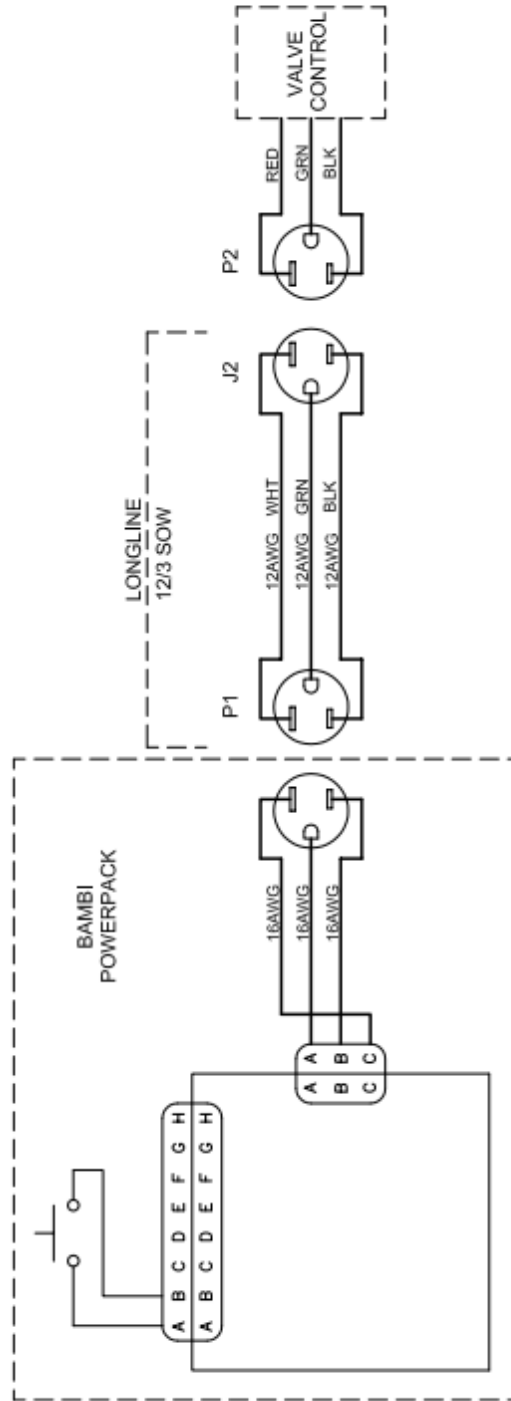 BAMBI
POWERPACK
A B C D E F G H
A B C D E F G H
A A
B B
C C
16AWG
16AWG
16AWG
LONGLINE
12/3 SOW
P1
12AWG WHT
12AWG GRN
12AWG BLK
J2
P2
RED
GRN
BLK
VALVE
CONTROL